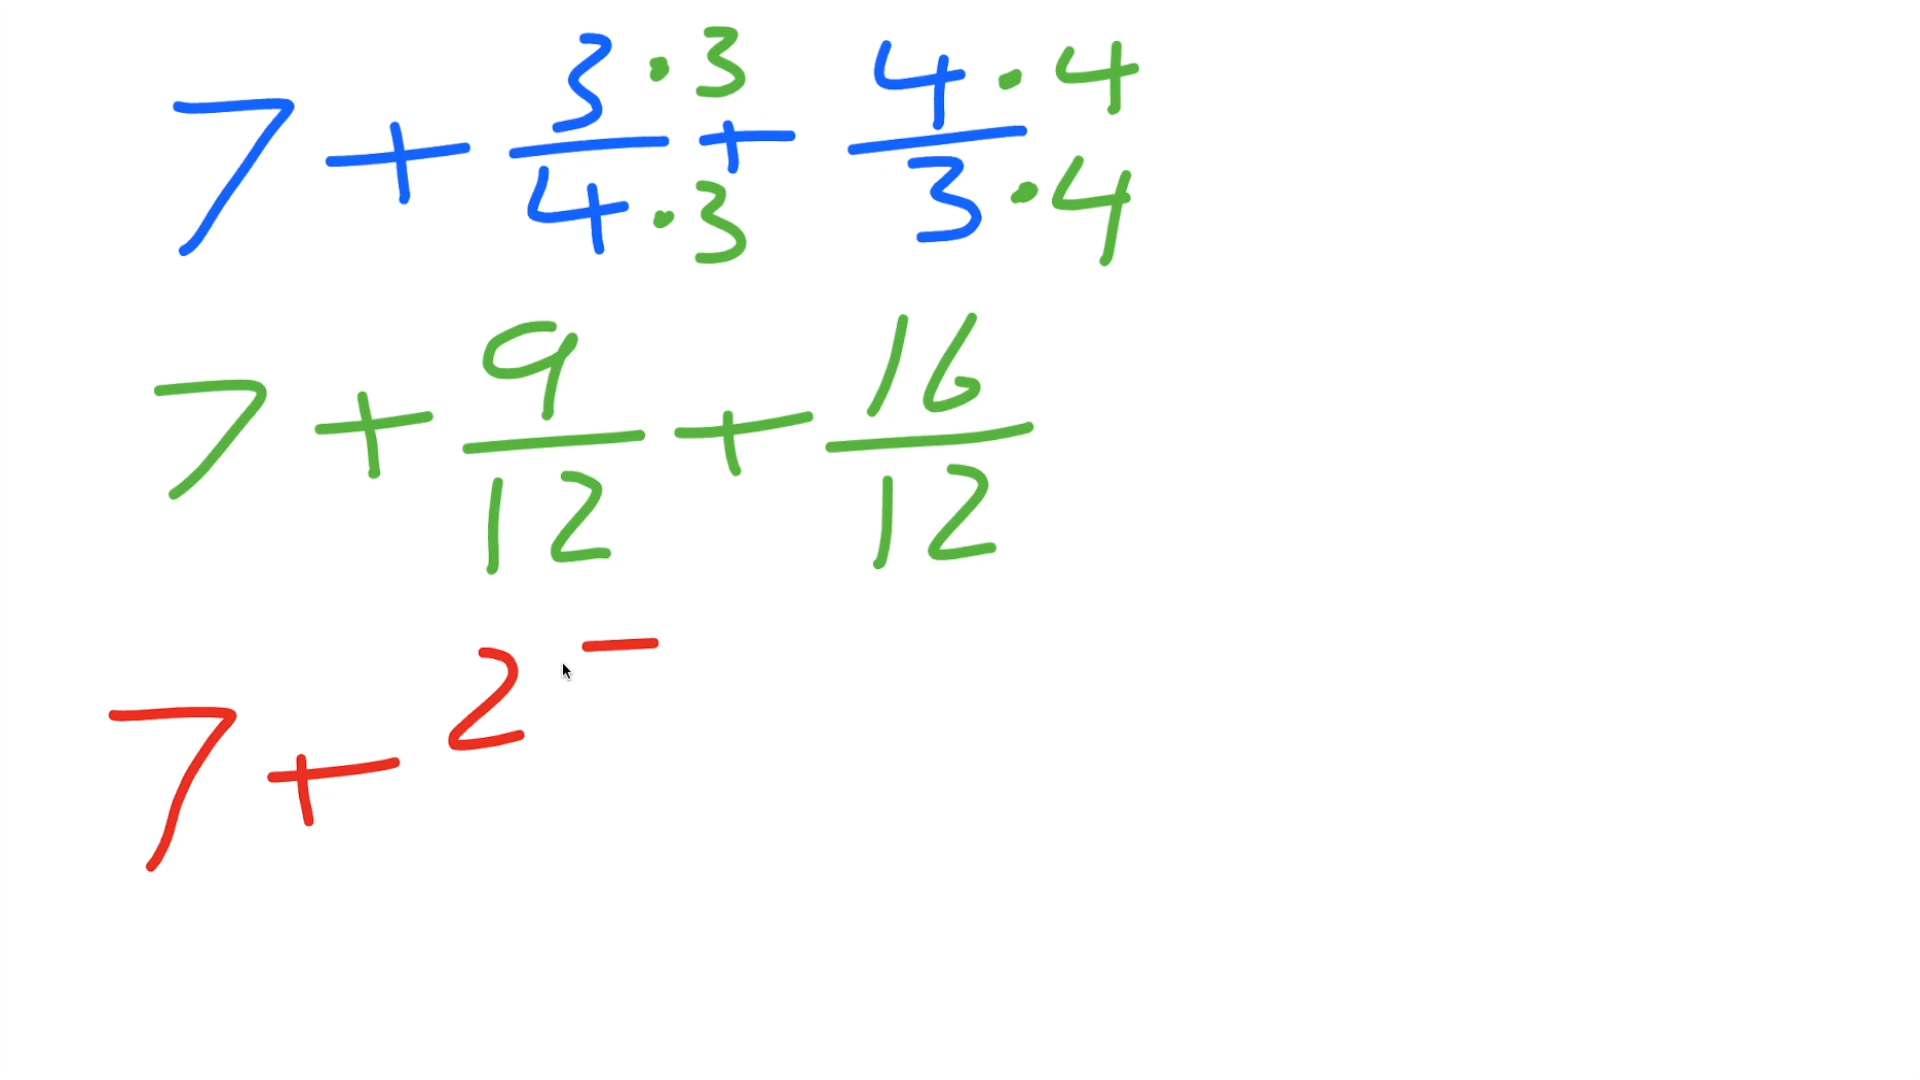 7 + 3·3/4·3 + 4·4/3·4
7 + 9/12 + 16/12
7 + 2‾